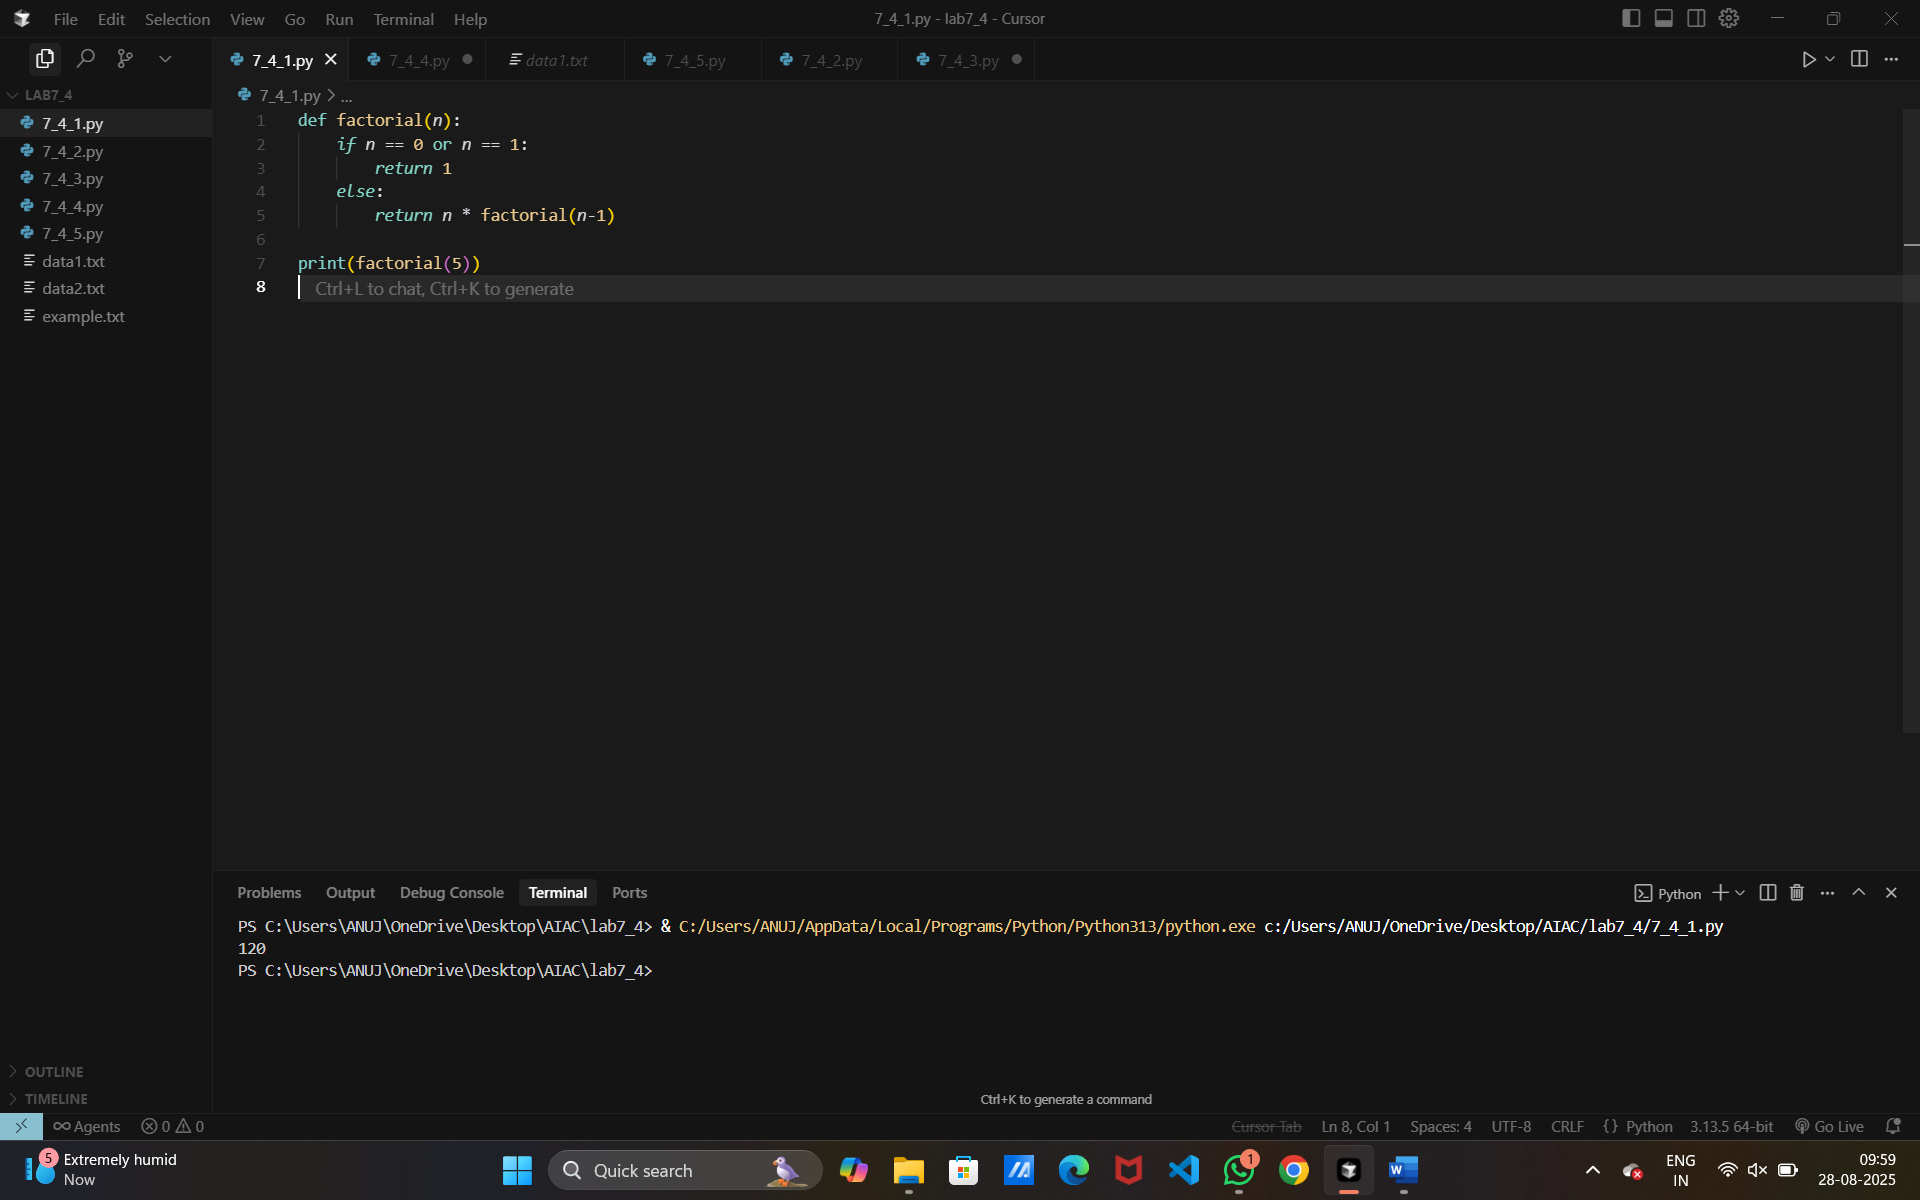 File Edit Selection View Go Run Terminal Help
7_4_1.py - lab7_4 - Cursor
7_4_1.py 7_4_4.py data1.txt 7_4_5.py 7_4_2.py 7_4_3.py
LAB7_4
7_4_1.py
7_4_2.py
7_4_3.py
7_4_4.py
7_4_5.py
data1.txt
data2.txt
example.txt
7_4_1.py > ...
1 def factorial(n):
2 if n == 0 or n == 1:
3 return 1
4 else:
5 return n * factorial(n-1)
6
7 print(factorial(5))
8 Ctrl+L to chat, Ctrl+K to generate
Problems Output Debug Console Terminal Ports
Python
PS C:\Users\ANUJ\OneDrive\Desktop\AIAC\lab7_4> & C:/Users/ANUJ/AppData/Local/Programs/Python/Python313/python.exe c:/Users/ANUJ/OneDrive/Desktop/AIAC/lab7_4/7_4_1.py
120
PS C:\Users\ANUJ\OneDrive\Desktop\AIAC\lab7_4>
Ctrl+K to generate a command
OUTLINE
TIMELINE
Agents 0 0
Cursor Tab Ln 8, Col 1 Spaces: 4 UTF-8 CRLF {} Python 3.13.5 64-bit Go Live
5
Extremely humid
Now
Quick search
W
1
ENG
IN
09:59
28-08-2025